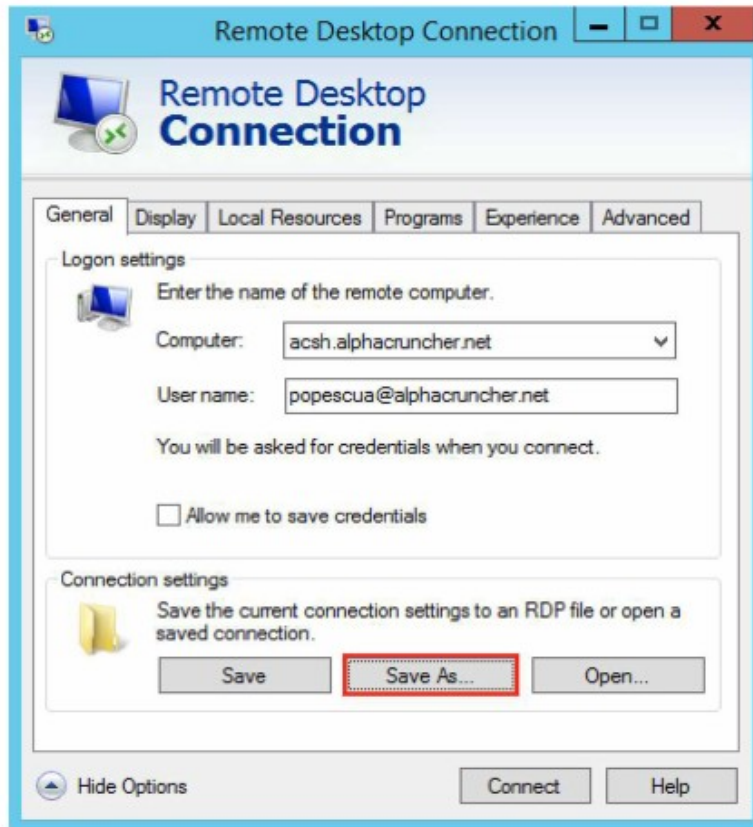 Remote Desktop Connection
Remote Desktop
Connection
General Display Local Resources Programs Experience Advanced
Logon settings
Enter the name of the remote computer.
Computer: acsh.alphacruncher.net
User name: popescua@alphacruncher.net
You will be asked for credentials when you connect.
Allow me to save credentials
Connection settings
Save the current connection settings to an RDP file or open a
saved connection.
Save Save As... Open...
Hide Options Connect Help